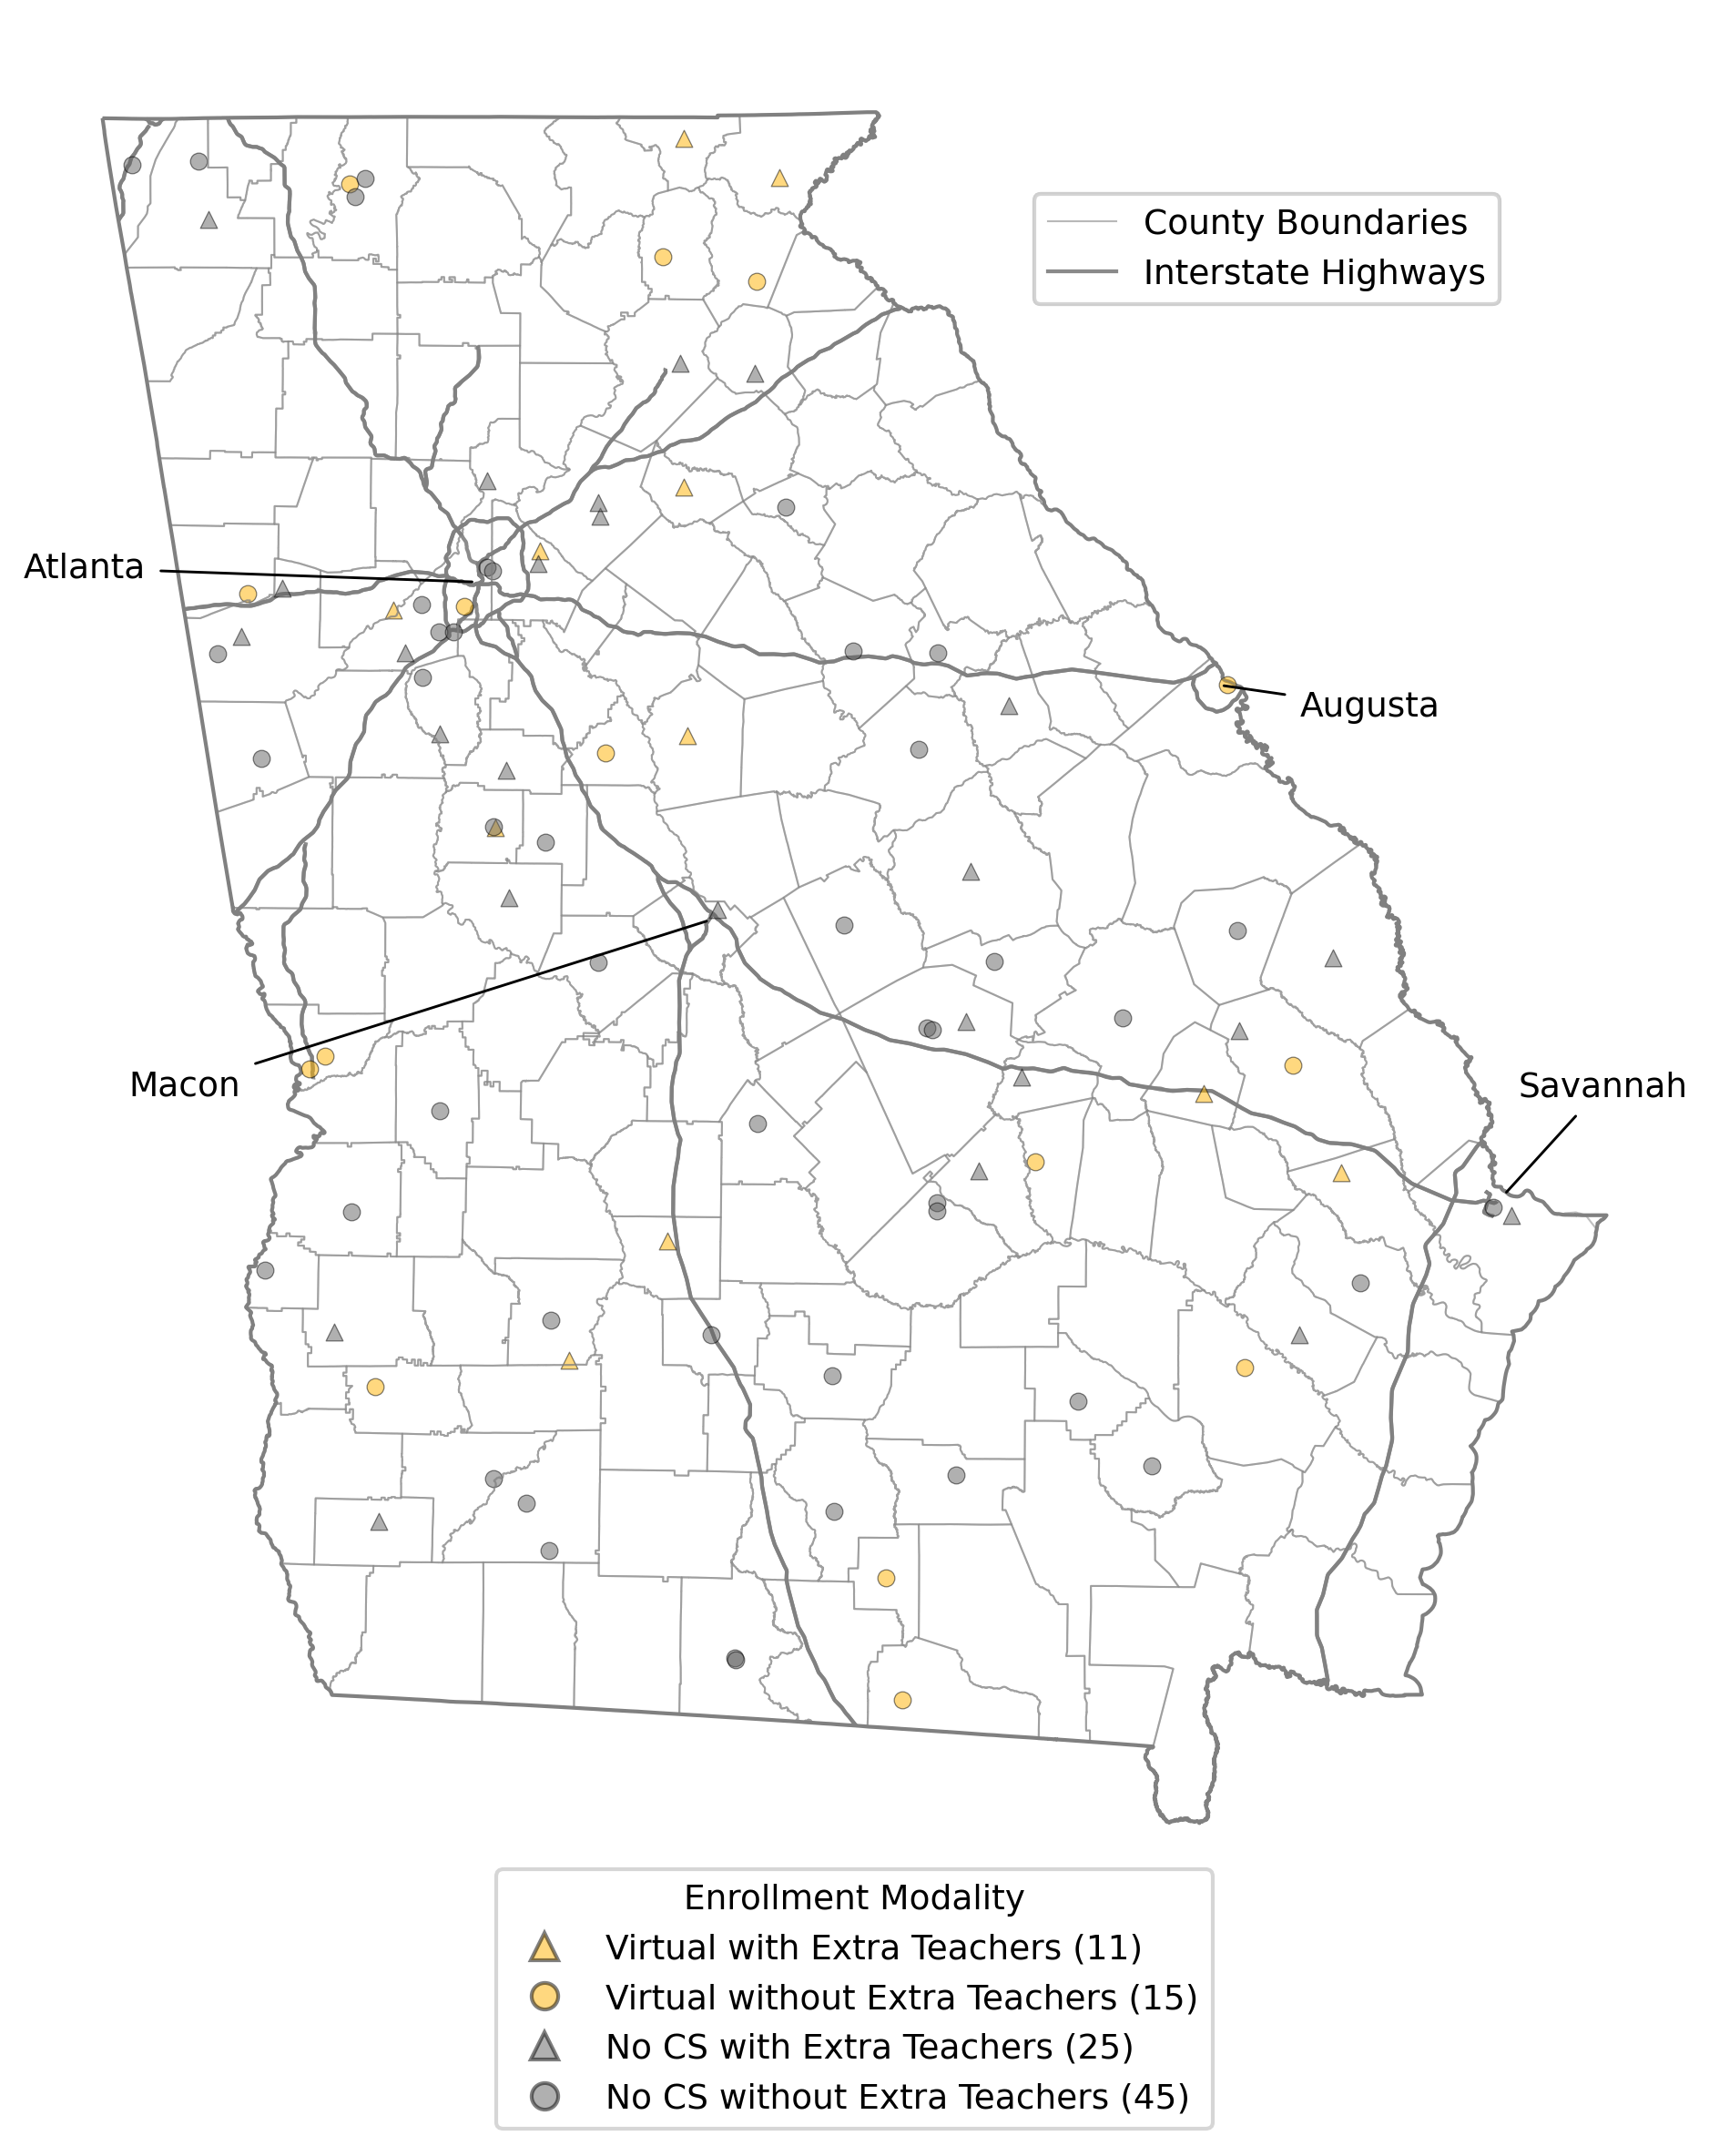 County Boundaries
Interstate Highways
Atlanta
Augusta
Macon
Savannah
Enrollment Modality
Virtual with Extra Teachers (11)
Virtual without Extra Teachers (15)
No CS with Extra Teachers (25)
No CS without Extra Teachers (45)